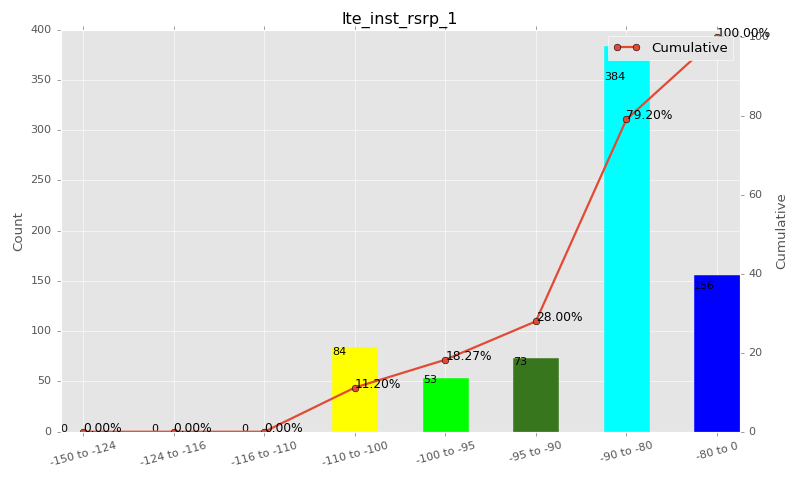 lte_inst_rsrp_1
400
350
300
250
200
150
100
50
0
Count
100
80
60
40
20
0
Cumulative
Cumulative
0
0
0
84
53
73
384
156
0.00%
0.00%
0.00%
11.20%
18.27%
28.00%
79.20%
100.00%
-150 to -124
-124 to -116
-116 to -110
-110 to -100
-100 to -95
-95 to -90
-90 to -80
-80 to 0